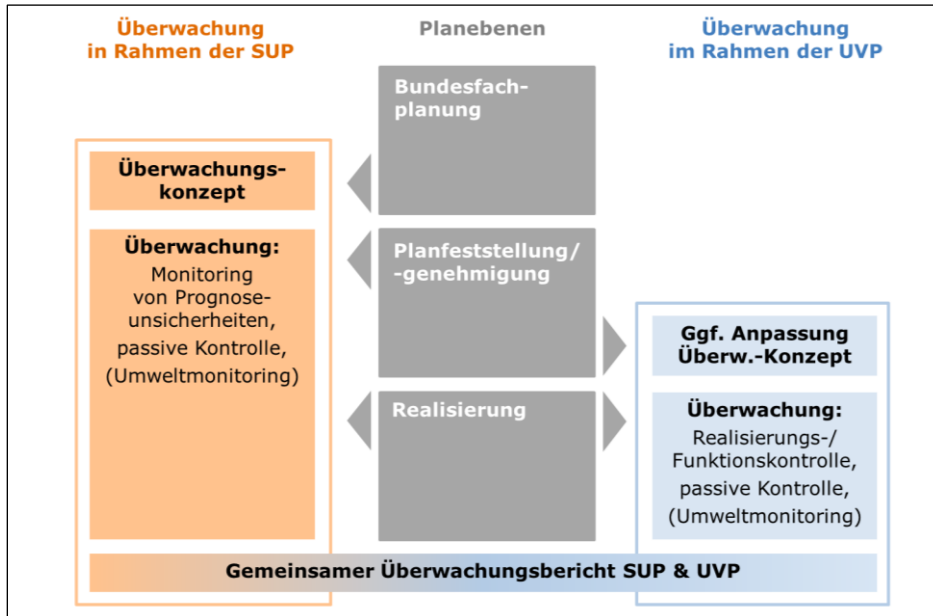 Überwachung
in Rahmen der SUP
Planebenen
Überwachung
im Rahmen der UVP
Bundesfach-
planung
Überwachungs-
konzept
Überwachung:
Monitoring
von Prognose-
unsicherheiten,
passive Kontrolle,
(Umweltmonitoring)
Planfeststellung/
-genehmigung
Ggf. Anpassung
Überw.-Konzept
Realisierung
Überwachung:
Realisierungs-/
Funktionskontrolle,
passive Kontrolle,
(Umweltmonitoring)
Gemeinsamer Überwachungsbericht SUP & UVP